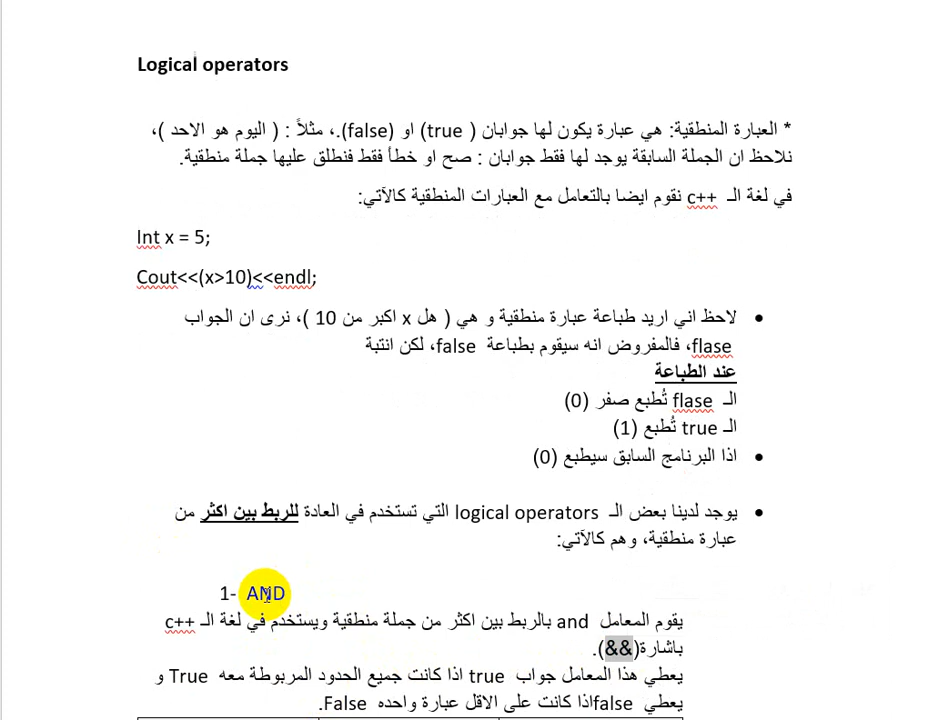 Logical operators
* العبارة المنطقية: هي عبارة يكون لها جوابان ( true) او (false).، مثلاً : ( اليوم هو الاحد )،
نلاحظ ان الجملة السابقة يوجد لها فقط جوابان : صح او خطأ فقط فنطلق عليها جملة منطقية.
في لغة الـ c++ نقوم ايضا بالتعامل مع العبارات المنطقية كالآتي:
Int x = 5;
Cout<<(x>10)<<endl;
• لاحظ اني اريد طباعة عبارة منطقية و هي ( هل x اكبر من 10 )، نرى ان الجواب
flase، فالمفروض انه سيقوم بطباعة false، لكن انتبة
عند الطباعة
الـ flase تُطبع صفر (0)
الـ true تُطبع (1)
• اذا البرنامج السابق سيطبع (0)
• يوجد لدينا بعض الـ logical operators التي تستخدم في العادة للربط بين اكثر من
عبارة منطقية، وهم كالآتي:
1- AND
يقوم المعامل and بالربط بين اكثر من جملة منطقية ويستخدم في لغة الـ c++
باشارة(&&).
يعطي هذا المعامل جواب true اذا كانت جميع الحدود المربوطة معه True و
يعطي falseاذا كانت على الاقل عبارة واحده False.